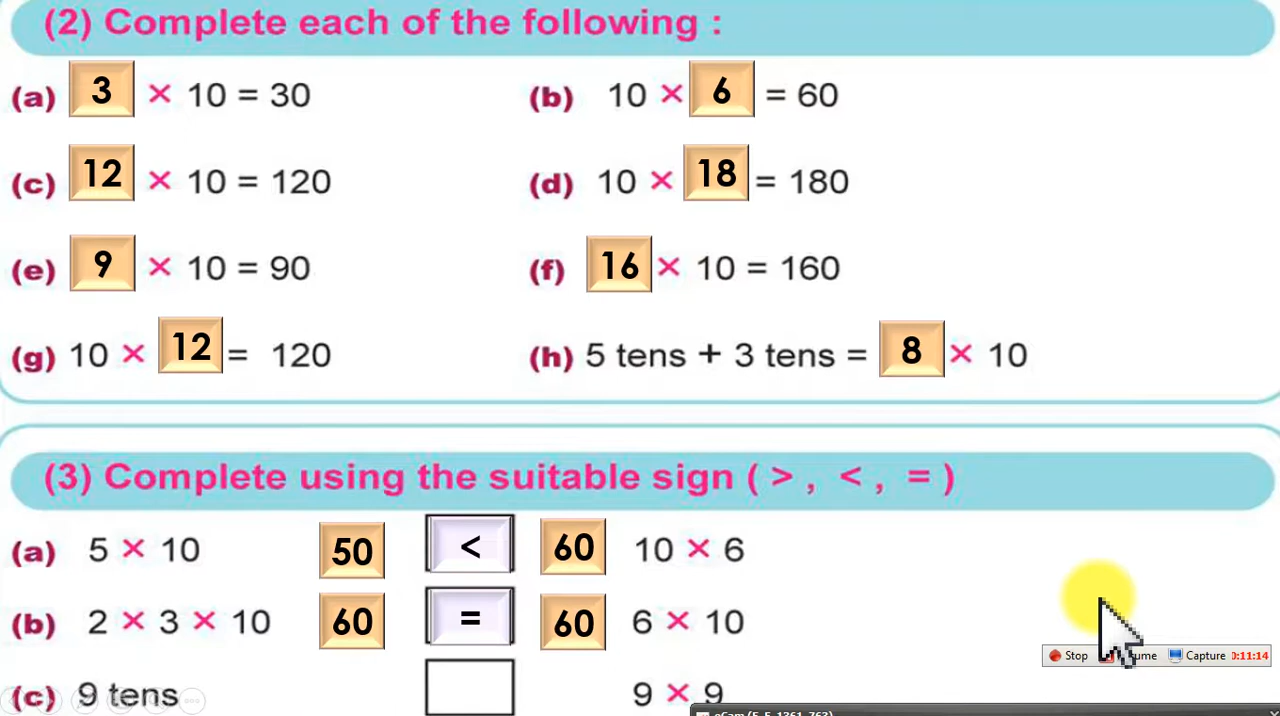 (2) Complete each of the following :
(a) 3 × 10 = 30 (b) 10 × 6 = 60
(c) 12 × 10 = 120 (d) 10 × 18 = 180
(e) 9 × 10 = 90 (f) 16 × 10 = 160
(g) 10 × 12 = 120 (h) 5 tens + 3 tens = 8 × 10
(3) Complete using the suitable sign ( > , < , = )
(a) 5 × 10 50 < 60 10 × 6
(b) 2 × 3 × 10 60 = 60 6 × 10
Stop Capture 0:11:14
(c) 9 tens 9 × 9